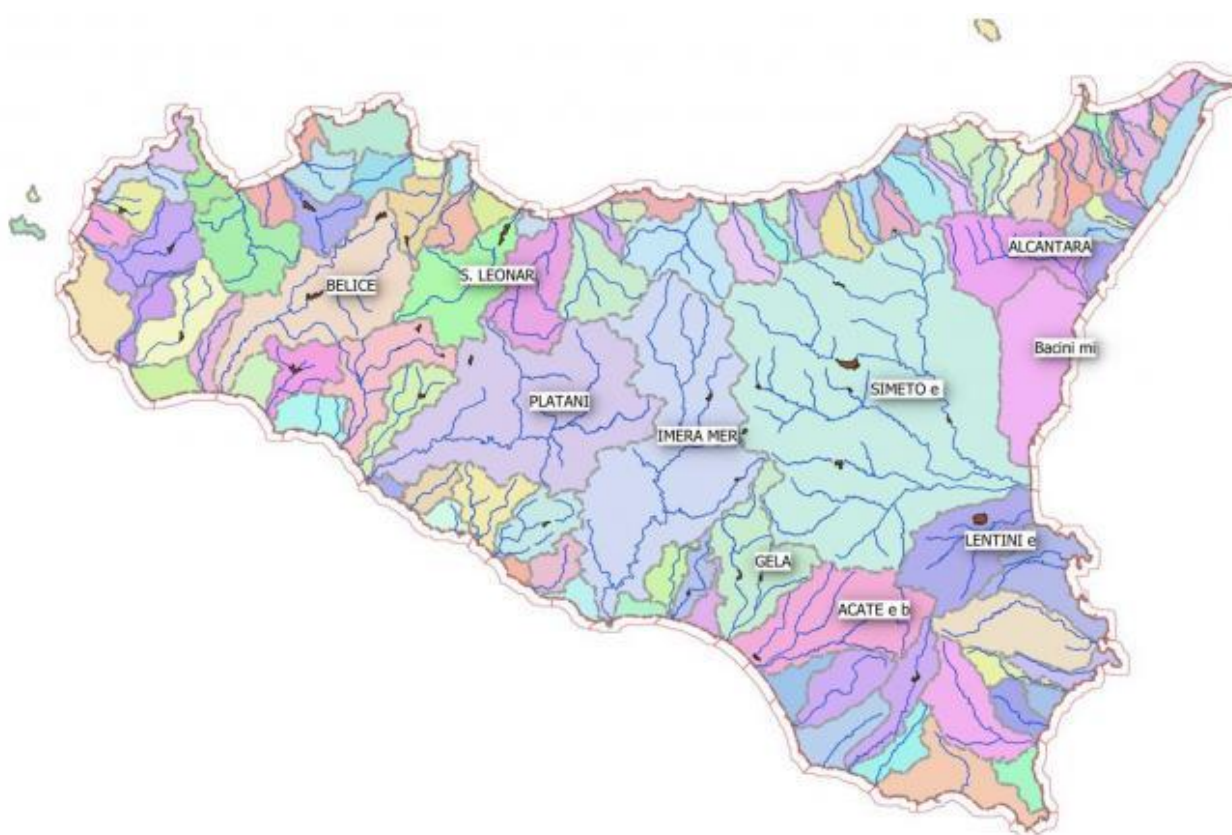 ALCANTARA
S. LEONAR
BELICE
Bacini mi
SIMETO e
PLATANI
IMERA MER
LENTINI e
GELA
ACATE e b